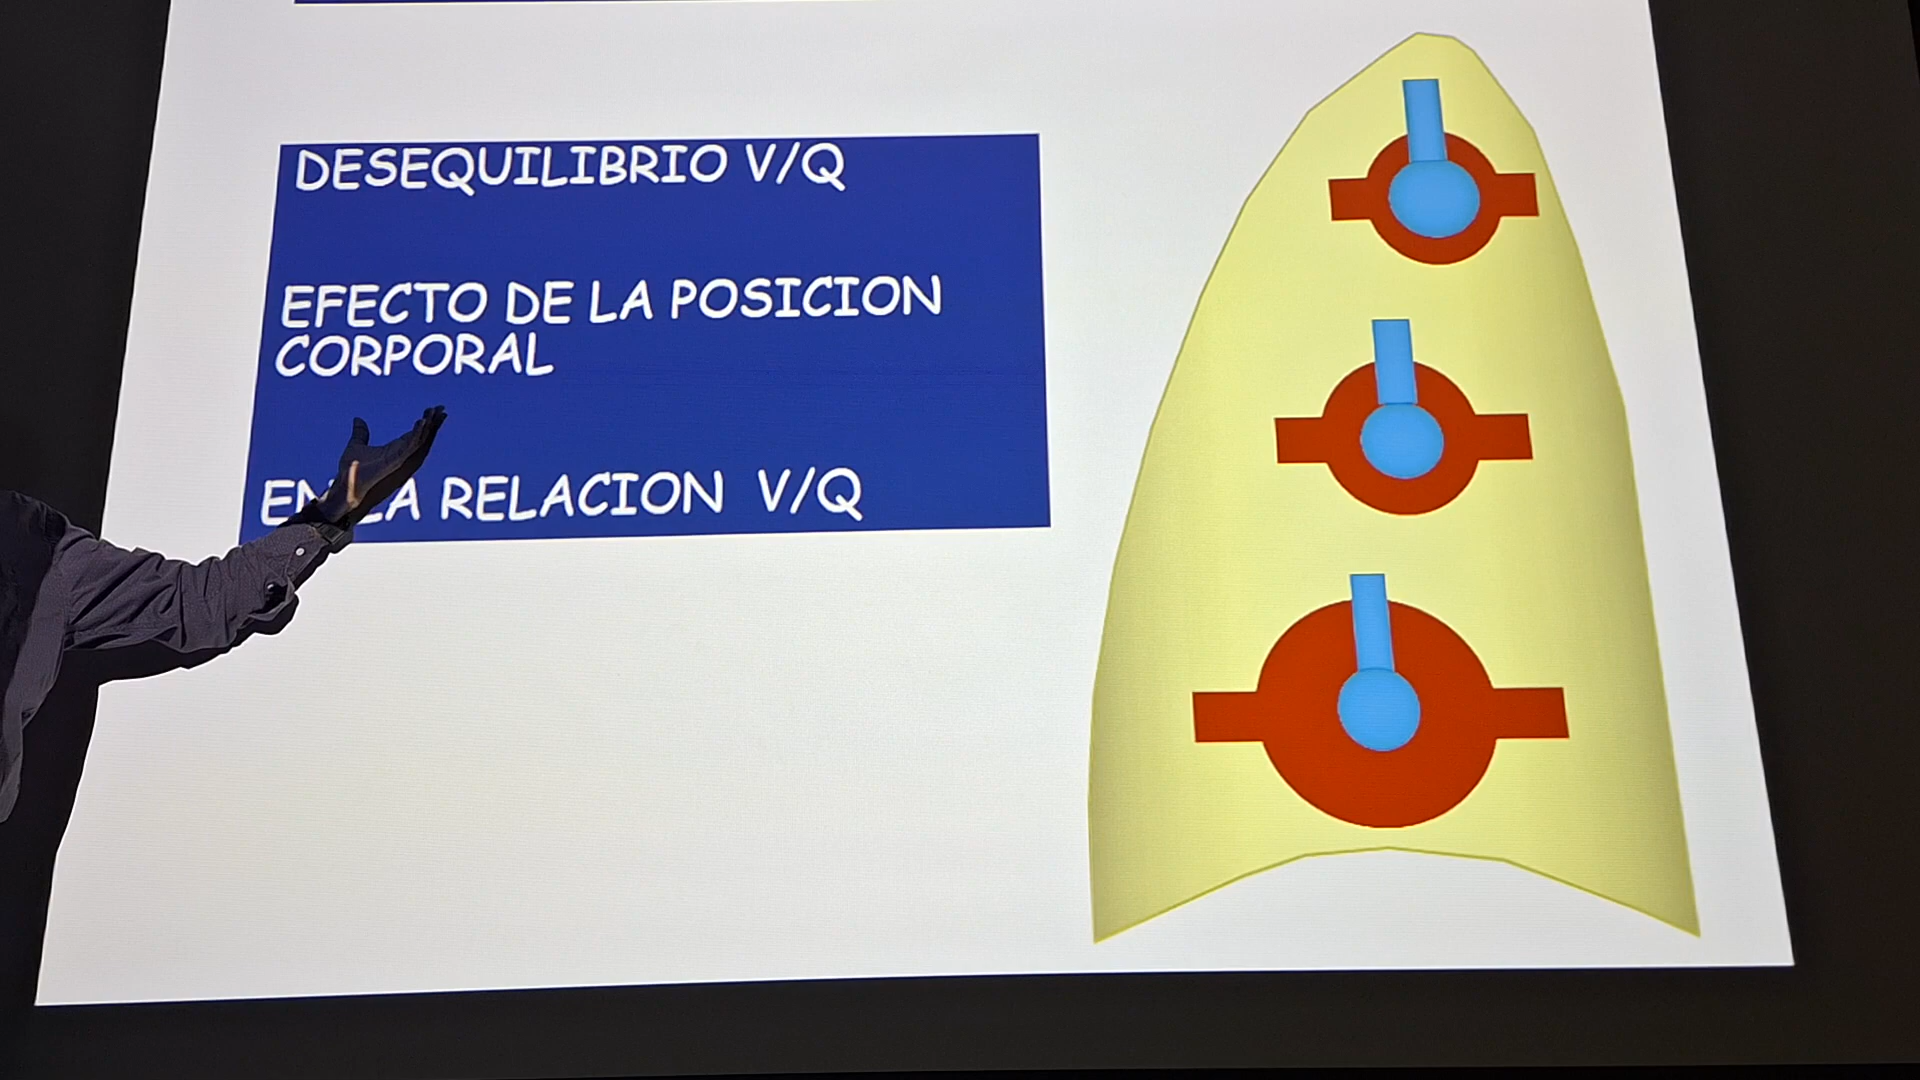 DESEQUILIBRIO V/Q
EFECTO DE LA POSICION
CORPORAL
EN LA RELACION V/Q